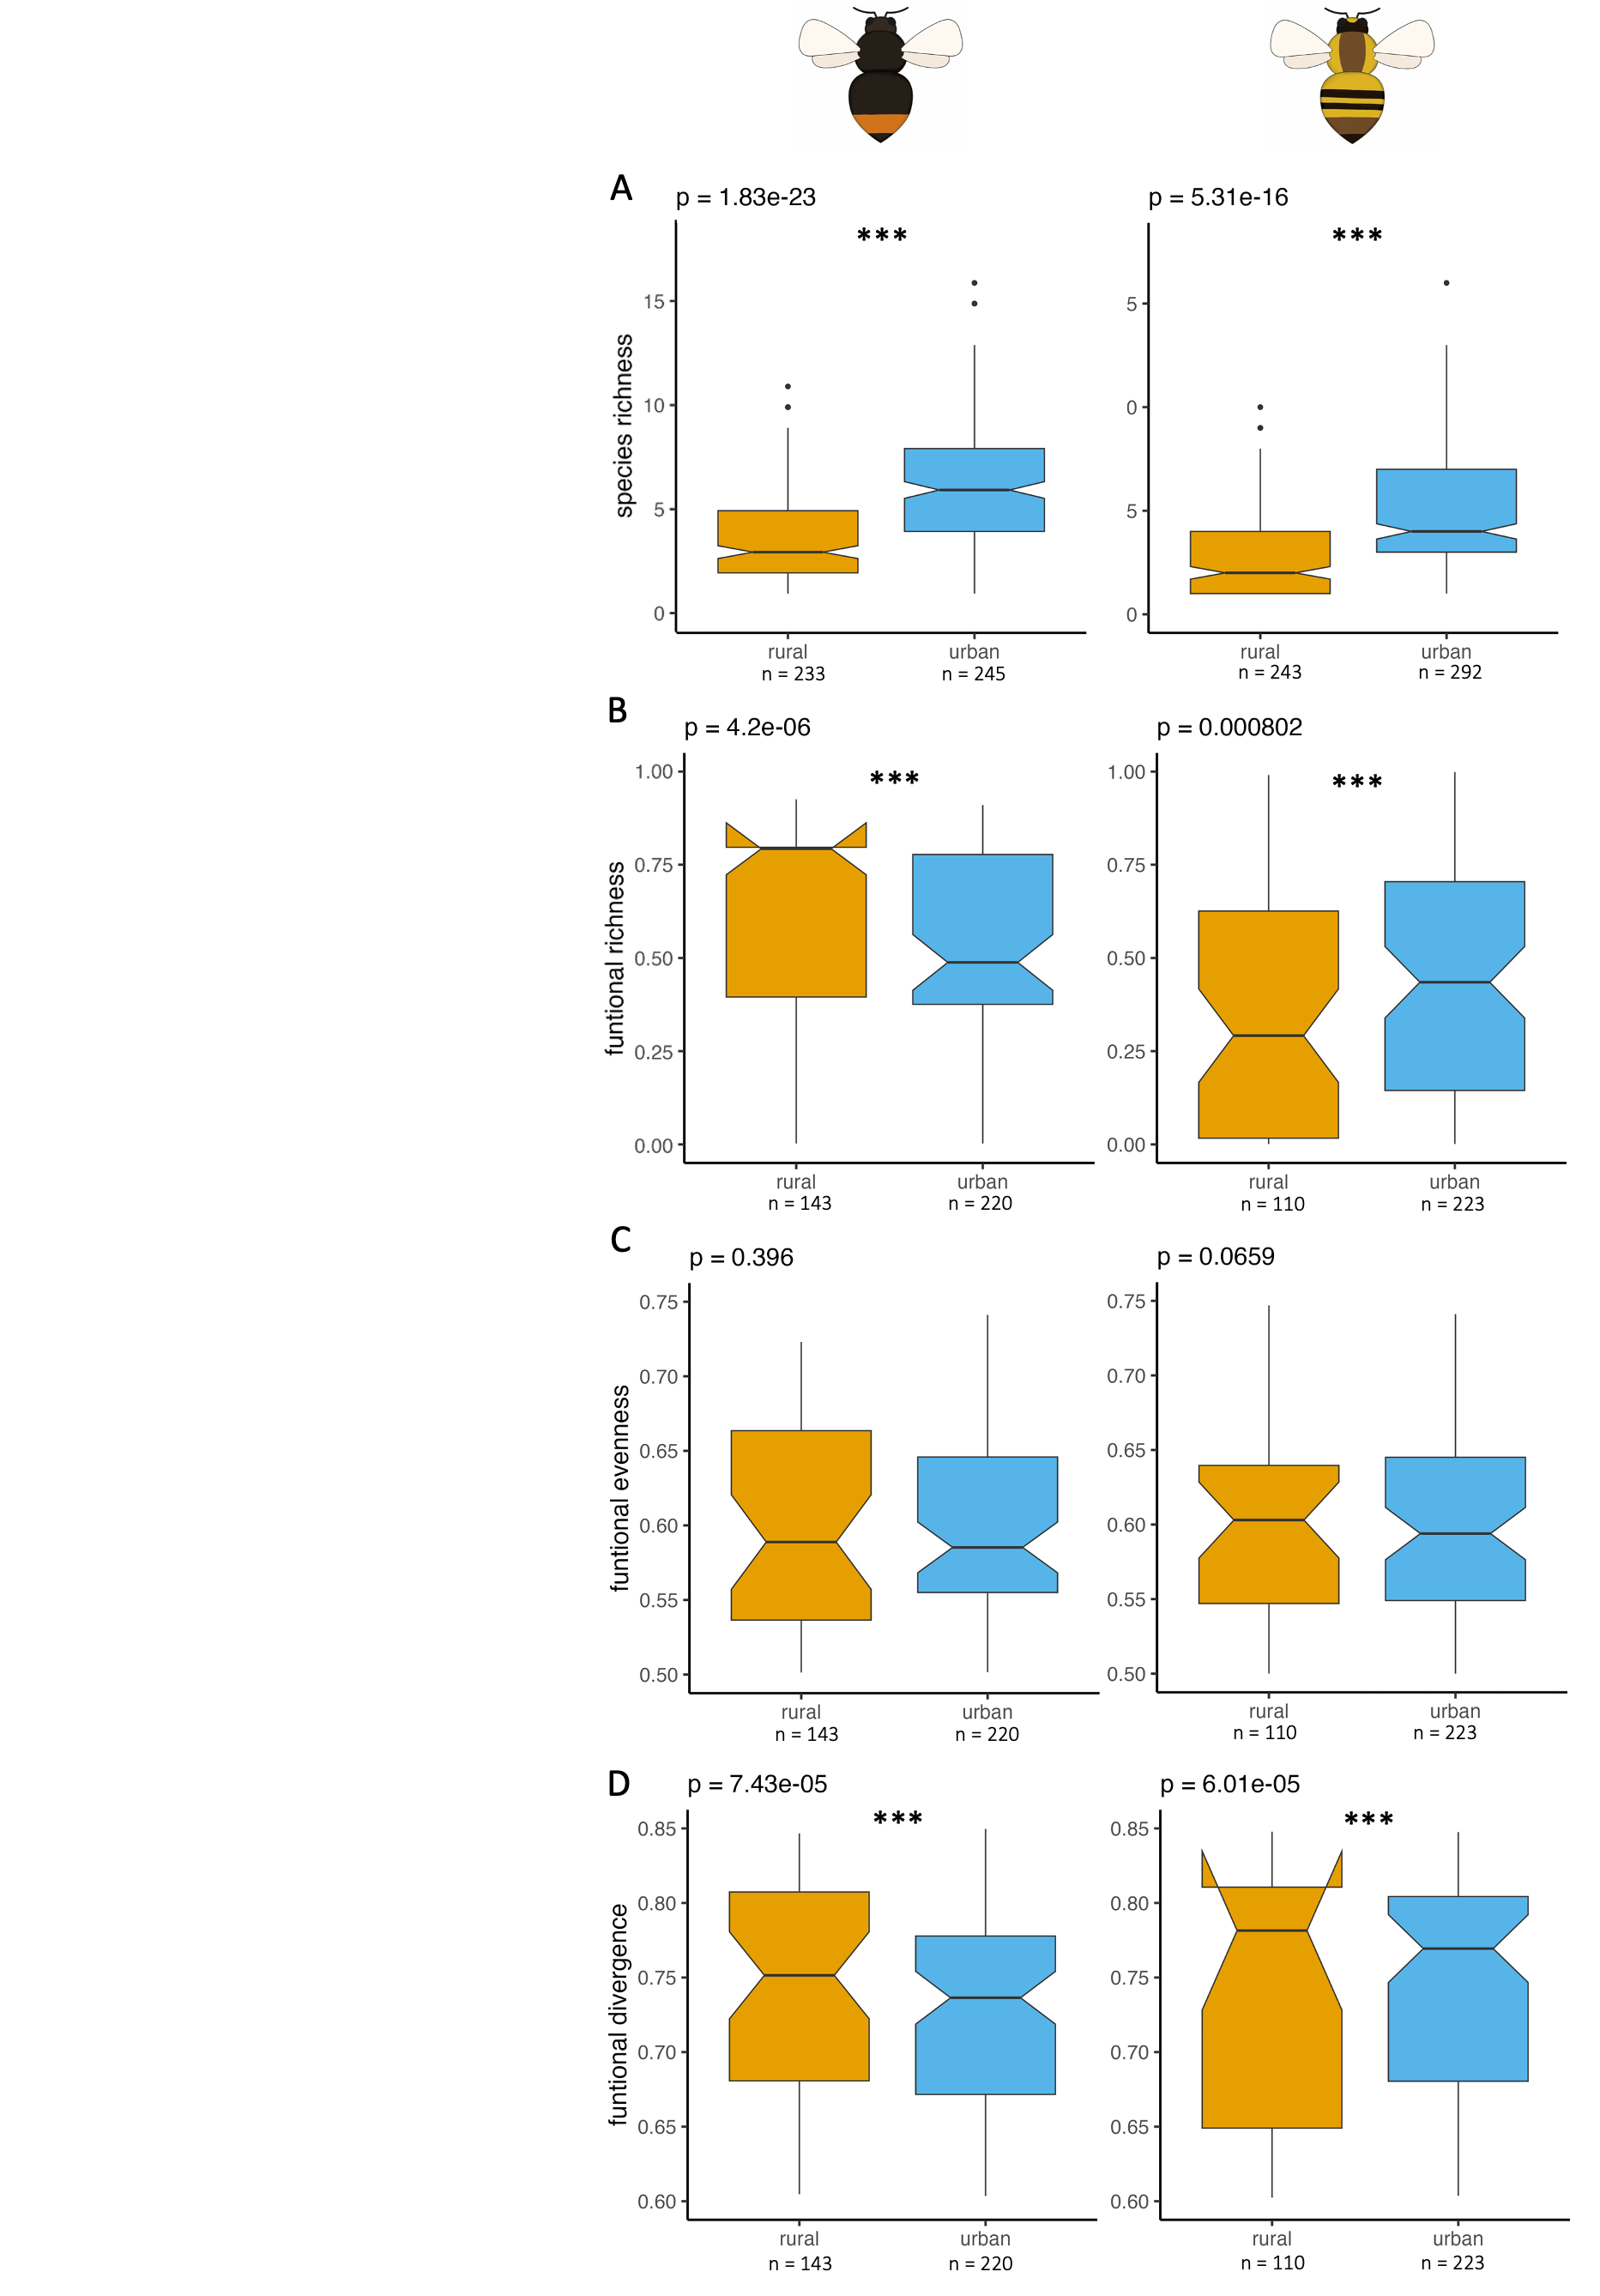 A
p = 1.83e-23
p = 5.31e-16
***
***
species richness
15
10
5
0
5
0
5
0
rural
urban
rural
urban
n = 233
n = 245
n = 243
n = 292
B
p = 4.2e-06
p = 0.000802
***
***
funtional richness
1.00
0.75
0.50
0.25
0.00
1.00
0.75
0.50
0.25
0.00
rural
urban
rural
urban
n = 143
n = 220
n = 110
n = 223
C
p = 0.396
p = 0.0659
funtional evenness
0.75
0.70
0.65
0.60
0.55
0.50
0.75
0.70
0.65
0.60
0.55
0.50
rural
urban
rural
urban
n = 143
n = 220
n = 110
n = 223
D
p = 7.43e-05
p = 6.01e-05
***
***
funtional divergence
0.85
0.80
0.75
0.70
0.65
0.60
0.85
0.80
0.75
0.70
0.65
0.60
rural
urban
rural
urban
n = 143
n = 220
n = 110
n = 223